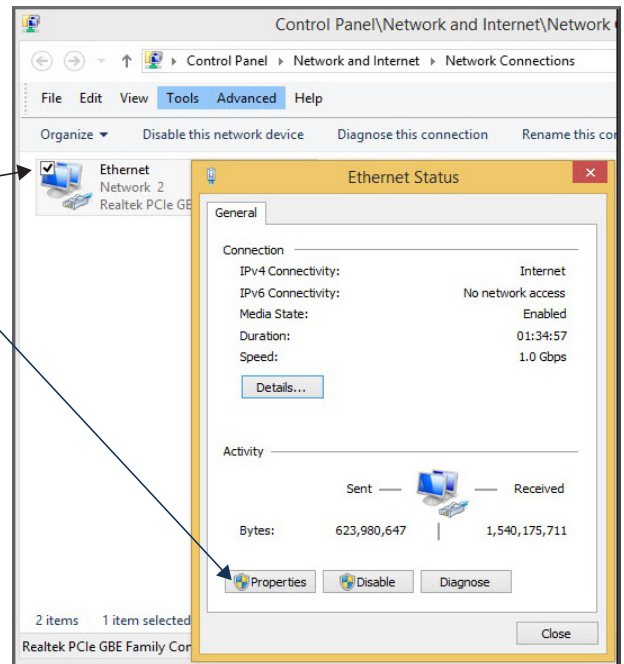 Control Panel\Network and Internet\Network
Control Panel Network and Internet Network Connections
File Edit View Tools Advanced Help
Organize Disable this network device Diagnose this connection Rename this
Ethernet
Network 2
Realtek PCIe
Ethernet Status
General
Connection
IPv4 Connectivity: Internet
IPv6 Connectivity: No network access
Media State: Enabled
Duration: 01:34:57
Speed: 1.0 Gbps
Details...
Activity
Sent Received
Bytes: 623,980,647 1,540,175,711
Properties Disable Diagnose
2 items 1 item selected
Close
Realtek PCIe GBE Family